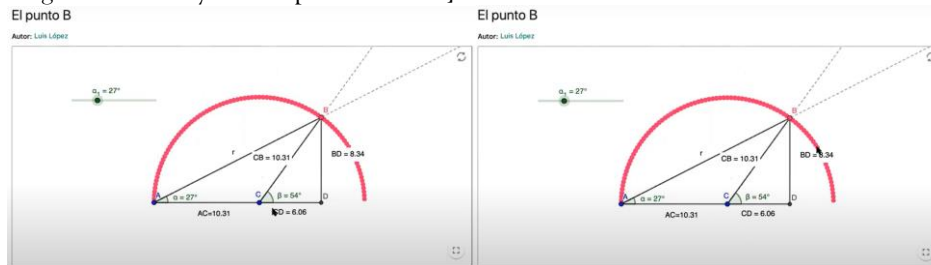 El punto B
Autor: Luis López
α₁ = 27°
B
r
CB = 10.31
BD = 8.34
A
α = 27°
C
β = 54°
D
AC=10.31
CD = 6.06
El punto B
Autor: Luis López
α₁ = 27°
B
r
CB = 10.31
BD = 8.34
A
α = 27°
C
β = 54°
D
AC=10.31
CD = 6.06